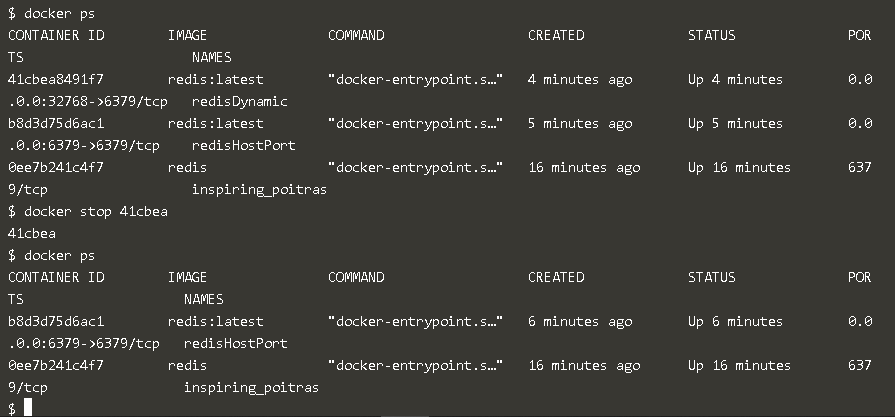 $ docker ps
CONTAINER ID        IMAGE               COMMAND                  CREATED             STATUS              POR
TS                     NAMES
41cbea8491f7        redis:latest        "docker-entrypoint.s…"   4 minutes ago       Up 4 minutes        0.0
.0.0:32768->6379/tcp   redisDynamic
b8d3d75d6ac1        redis:latest        "docker-entrypoint.s…"   5 minutes ago       Up 5 minutes        0.0
.0.0:6379->6379/tcp    redisHostPort
0ee7b241c4f7        redis               "docker-entrypoint.s…"   16 minutes ago      Up 16 minutes       637
9/tcp                  inspiring_poitras
$ docker stop 41cbea
41cbea
$ docker ps
CONTAINER ID        IMAGE               COMMAND                  CREATED             STATUS              POR
TS                    NAMES
b8d3d75d6ac1        redis:latest        "docker-entrypoint.s…"   6 minutes ago       Up 6 minutes        0.0
.0.0:6379->6379/tcp   redisHostPort
0ee7b241c4f7        redis               "docker-entrypoint.s…"   16 minutes ago      Up 16 minutes       637
9/tcp                 inspiring_poitras
$